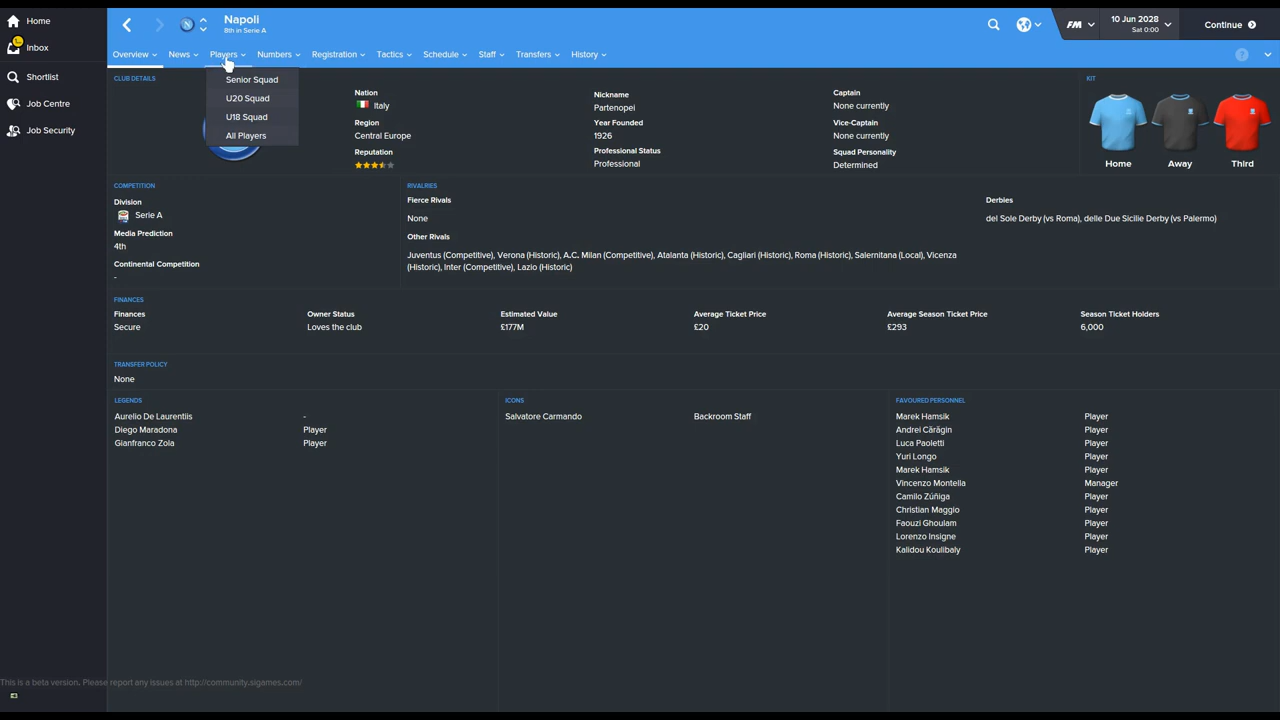 Home
Inbox
Shortlist
Job Centre
Job Security
Napoli
8th in Serie A
FM
10 Jun 2028
Sat 0:00
Continue
Overview
News
Players
Numbers
Registration
Tactics
Schedule
Staff
Transfers
History
Senior Squad
U20 Squad
U18 Squad
All Players
CLUB DETAILS
Nation
Italy
Region
Central Europe
Reputation
Nickname
Partenopei
Year Founded
1926
Professional Status
Professional
Captain
None currently
Vice-Captain
None currently
Squad Personality
Determined
KIT
Home
Away
Third
COMPETITION
Division
Serie A
Media Prediction
4th
Continental Competition
-
RIVALRIES
Fierce Rivals
None
Other Rivals
Juventus (Competitive), Verona (Historic), A.C. Milan (Competitive), Atalanta (Historic), Cagliari (Historic), Roma (Historic), Salernitana (Local), Vicenza
(Historic), Inter (Competitive), Lazio (Historic)
Derbies
del Sole Derby (vs Roma), delle Due Sicilie Derby (vs Palermo)
FINANCES
Finances
Secure
Owner Status
Loves the club
Estimated Value
£177M
Average Ticket Price
£20
Average Season Ticket Price
£293
Season Ticket Holders
6,000
TRANSFER POLICY
None
LEGENDS
Aurelio De Laurentiis -
Diego Maradona Player
Gianfranco Zola Player
ICONS
Salvatore Carmando Backroom Staff
FAVOURED PERSONNEL
Marek Hamsik Player
Andrei Cărăgin Player
Luca Paoletti Player
Yuri Longo Player
Marek Hamsik Player
Vincenzo Montella Manager
Camilo Zúñiga Player
Christian Maggio Player
Faouzi Ghoulam Player
Lorenzo Insigne Player
Kalidou Koulibaly Player
This is a beta version. Please report any issues at http://community.sigames.com/